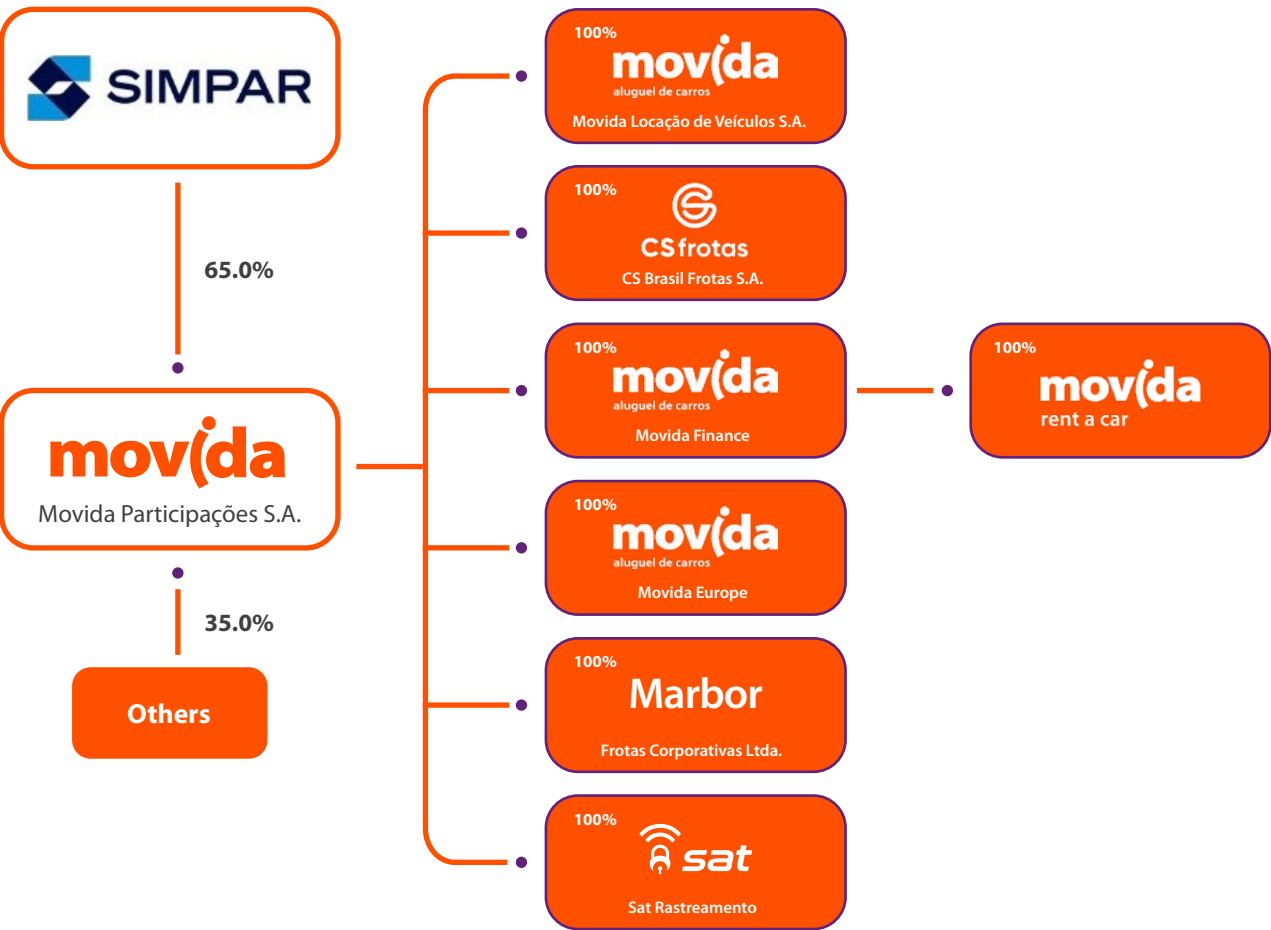 SIMPAR
65.0%
movida
Movida Participações S.A.
35.0%
Others
100%
movida
aluguel de carros
Movida Locação de Veículos S.A.
100%
CS frotas
CS Brasil Frotas S.A.
100%
movida
aluguel de carros
Movida Finance
100%
movida
rent a car
100%
movida
aluguel de carros
Movida Europe
100%
Marbor
Frotas Corporativas Ltda.
100%
sat
Sat Rastreamento